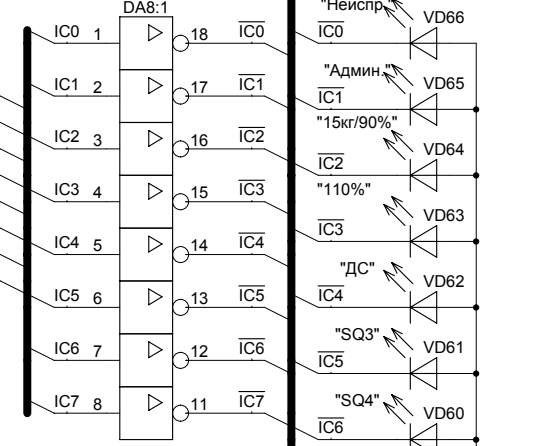 DA8:1
"Неиспр."
VD66
IC0 1 18 IC0 IC0
"Админ."
VD65
IC1 2 17 IC1 IC1
"15кг/90%"
VD64
IC2 3 16 IC2 IC2
"110%"
VD63
IC3 4 15 IC3 IC3
"ДС"
VD62
IC4 5 14 IC4 IC4
"SQ3"
VD61
IC5 6 13 IC5 IC5
"SQ4"
VD60
IC6 7 12 IC6 IC6
IC7 8 11 IC7